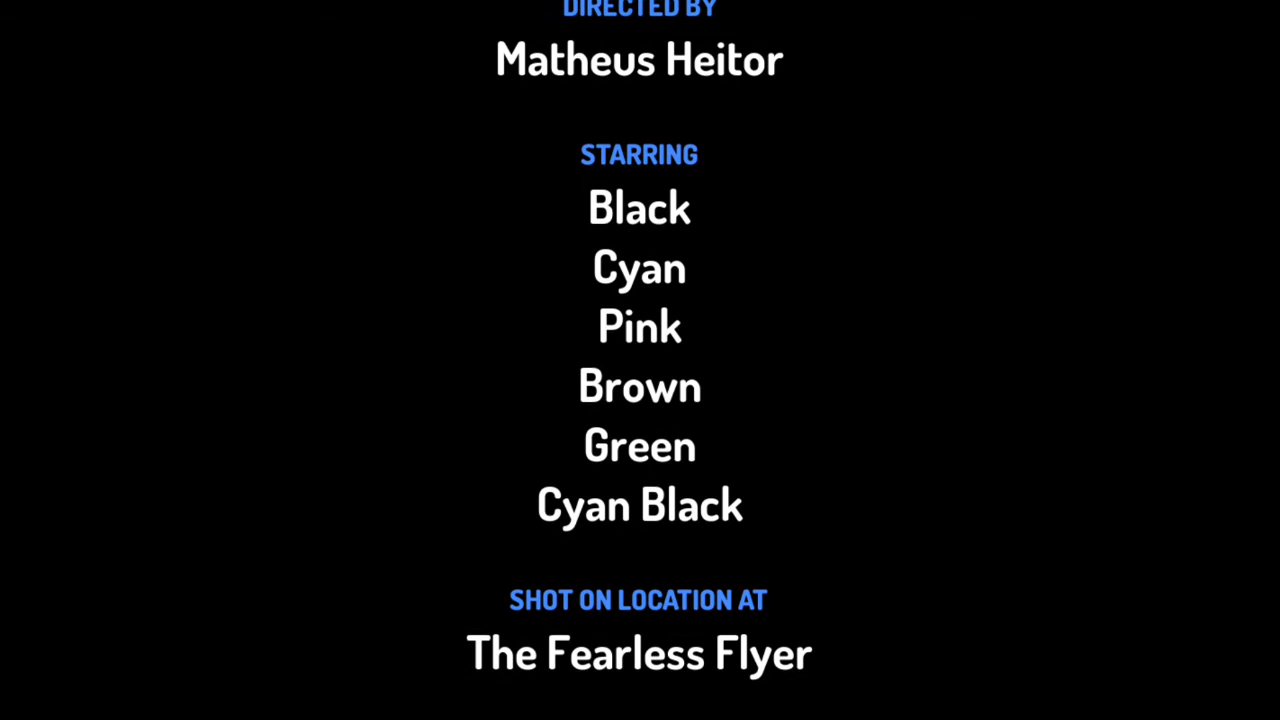 DIRECTED BY
Matheus Heitor
STARRING
Black
Cyan
Pink
Brown
Green
Cyan Black
SHOT ON LOCATION AT
The Fearless Flyer